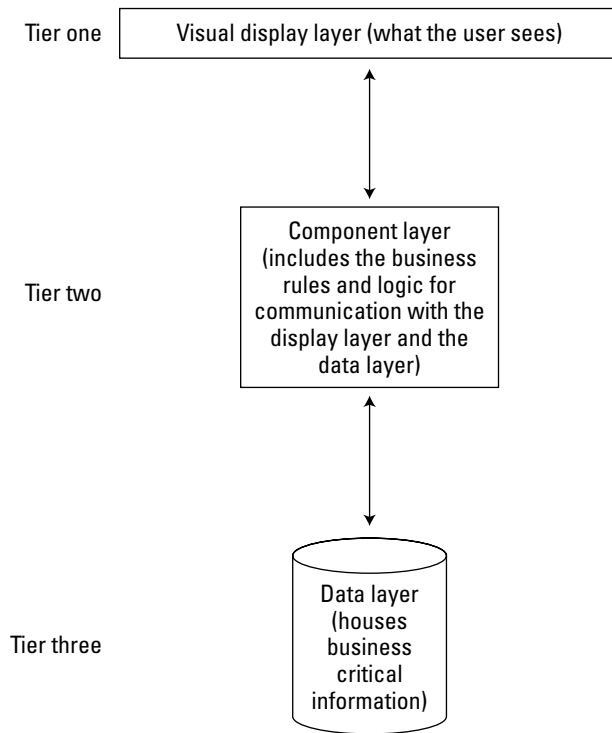 Tier one
Visual display layer (what the user sees)
Tier two
Component layer
(includes the business
rules and logic for
communication with the
display layer and the
data layer)
Tier three
Data layer
(houses
business
critical
information)